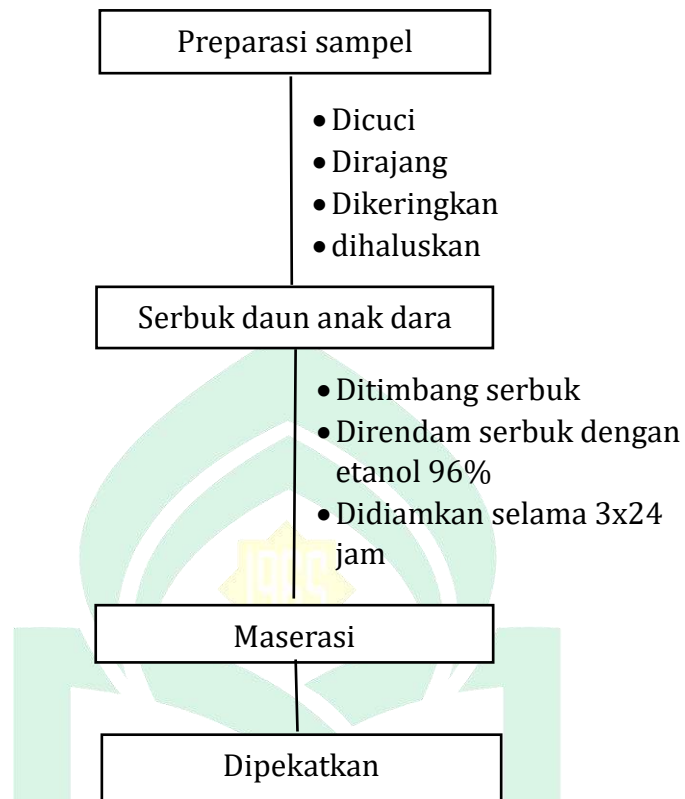 Preparasi sampel
• Dicuci
• Dirajang
• Dikeringkan
• dihaluskan
Serbuk daun anak dara
• Ditimbang serbuk
• Direndam serbuk dengan
etanol 96%
• Didiamkan selama 3x24
jam
1995
Maserasi
Dipekatkan